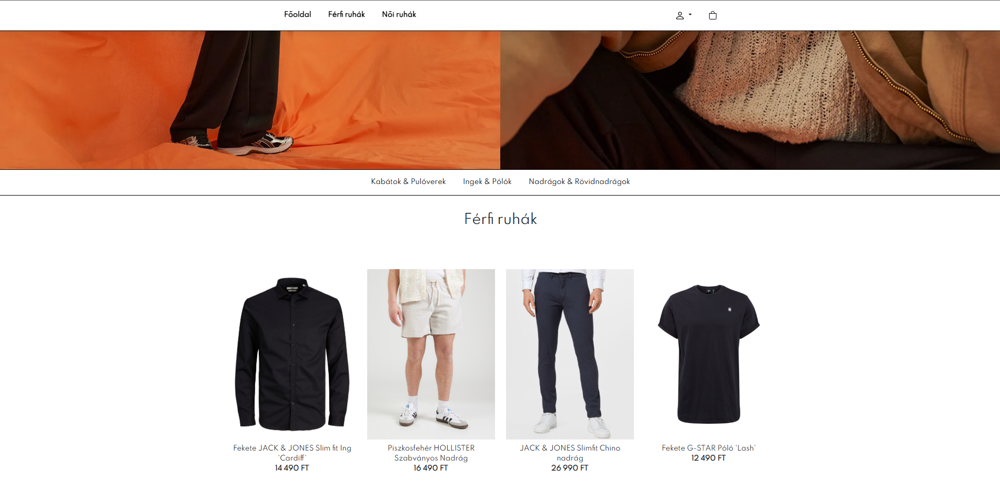 Főoldal Férfi ruhák Női ruhák
Kabátok & Pulóverek Ingek & Pólók Nadrágok & Rövidnadrágok
Férfi ruhák
Fekete JACK & JONES Slim fit Ing
'Cardiff'
14 490 FT
Piszkosfehér HOLLISTER
Szabványos Nadrág
16 490 FT
JACK & JONES Slimfit Chino
nadrág
26 990 FT
Fekete G-STAR Póló 'Lash'
12 490 FT